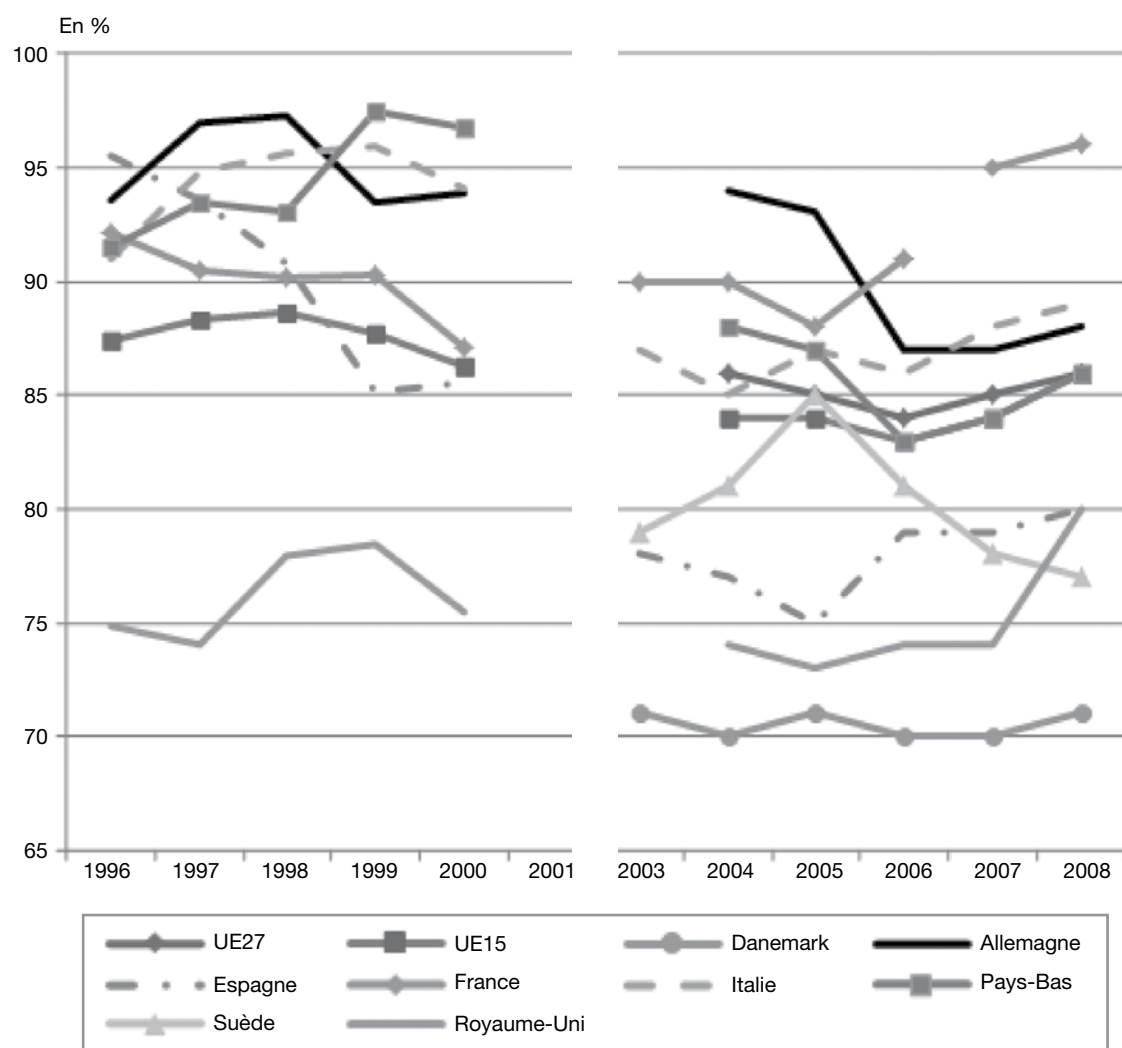 En %
100
95
90
85
80
75
70
65
1996 1997 1998 1999 2000 2001 2003 2004 2005 2006 2007 2008
UE27 UE15 Danemark Allemagne
Espagne France Italie Pays-Bas
Suède Royaume-Uni